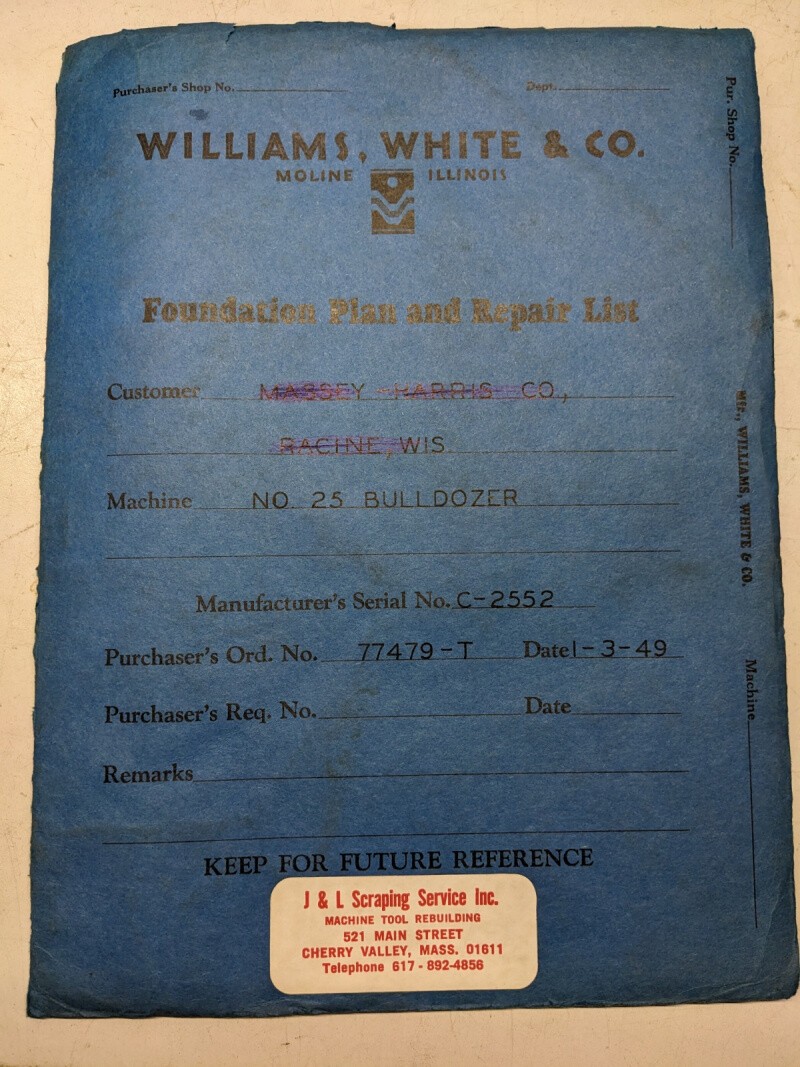 Purchaser's Shop No.
Dept.
WILLIAMS, WHITE & CO.
MOLINE ILLINOIS
Foundation Plan and Repair List
Customer MASSEY-HARRIS CO.,
RACINE, WIS.
Machine NO. 25 BULLDOZER
Manufacturer's Serial No. C-2552
Purchaser's Ord. No. 77479-T Date 1-3-49
Purchaser's Req. No. Date
Remarks
KEEP FOR FUTURE REFERENCE
J & L Scraping Service Inc.
MACHINE TOOL REBUILDING
521 MAIN STREET
CHERRY VALLEY, MASS. 01611
Telephone 617-892-4856
Pur. Shop No.
Mfr., WILLIAMS, WHITE & CO.
Machine